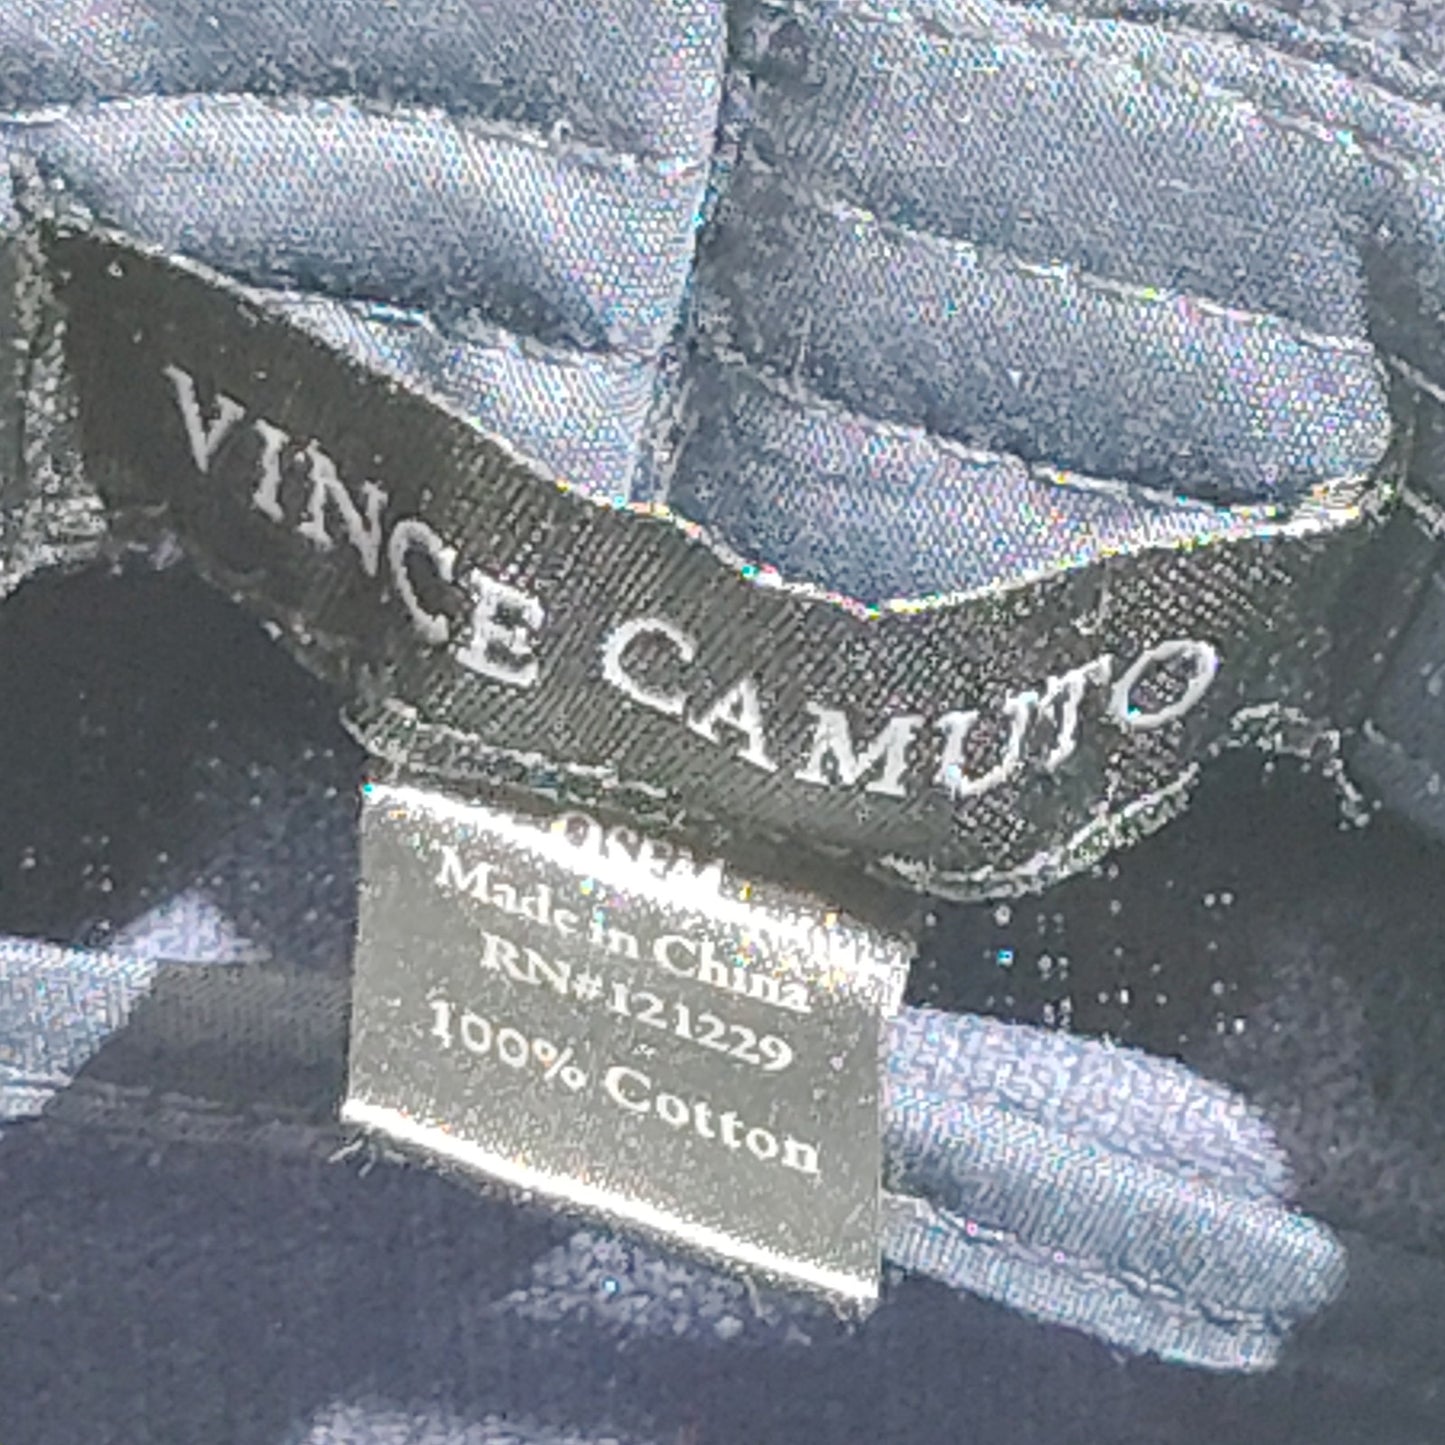 VINCE CAMUTO
Made in China
RN#121229
100% Cotton